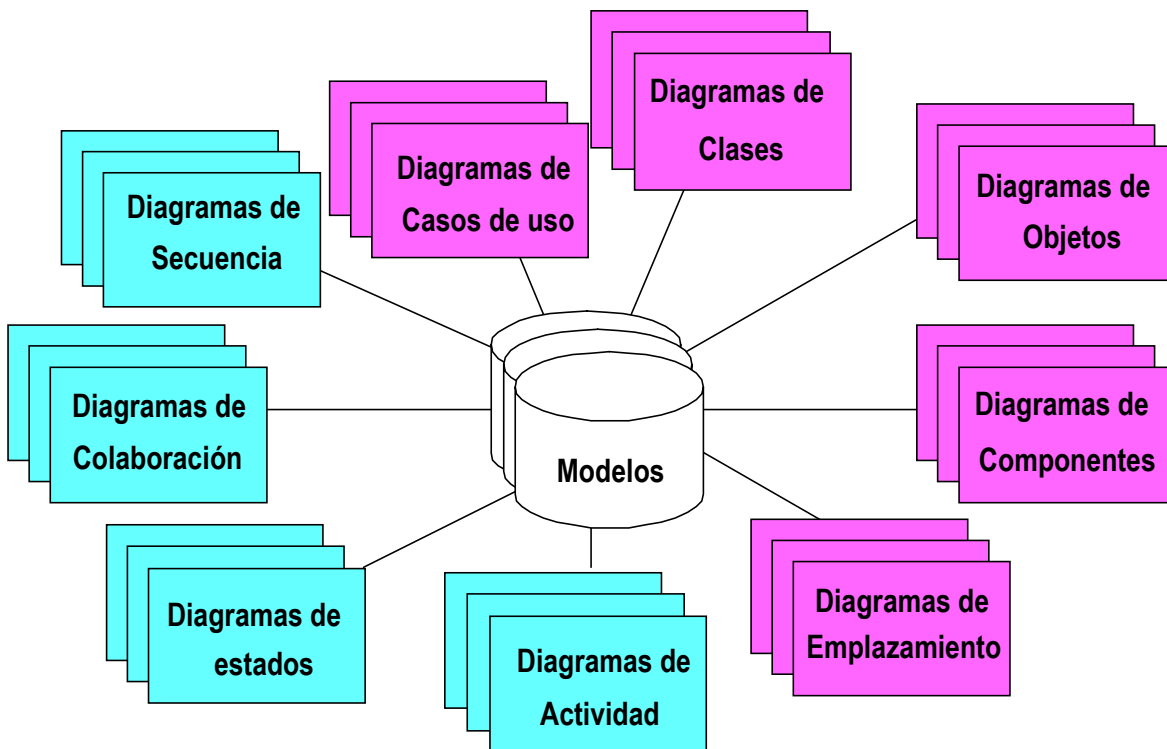 Diagramas de
Clases
Diagramas de
Casos de uso
Diagramas de
Secuencia
Diagramas de
Objetos
Diagramas de
Colaboración
Modelos
Diagramas de
Componentes
Diagramas de
estados
Diagramas de
Actividad
Diagramas de
Emplazamiento